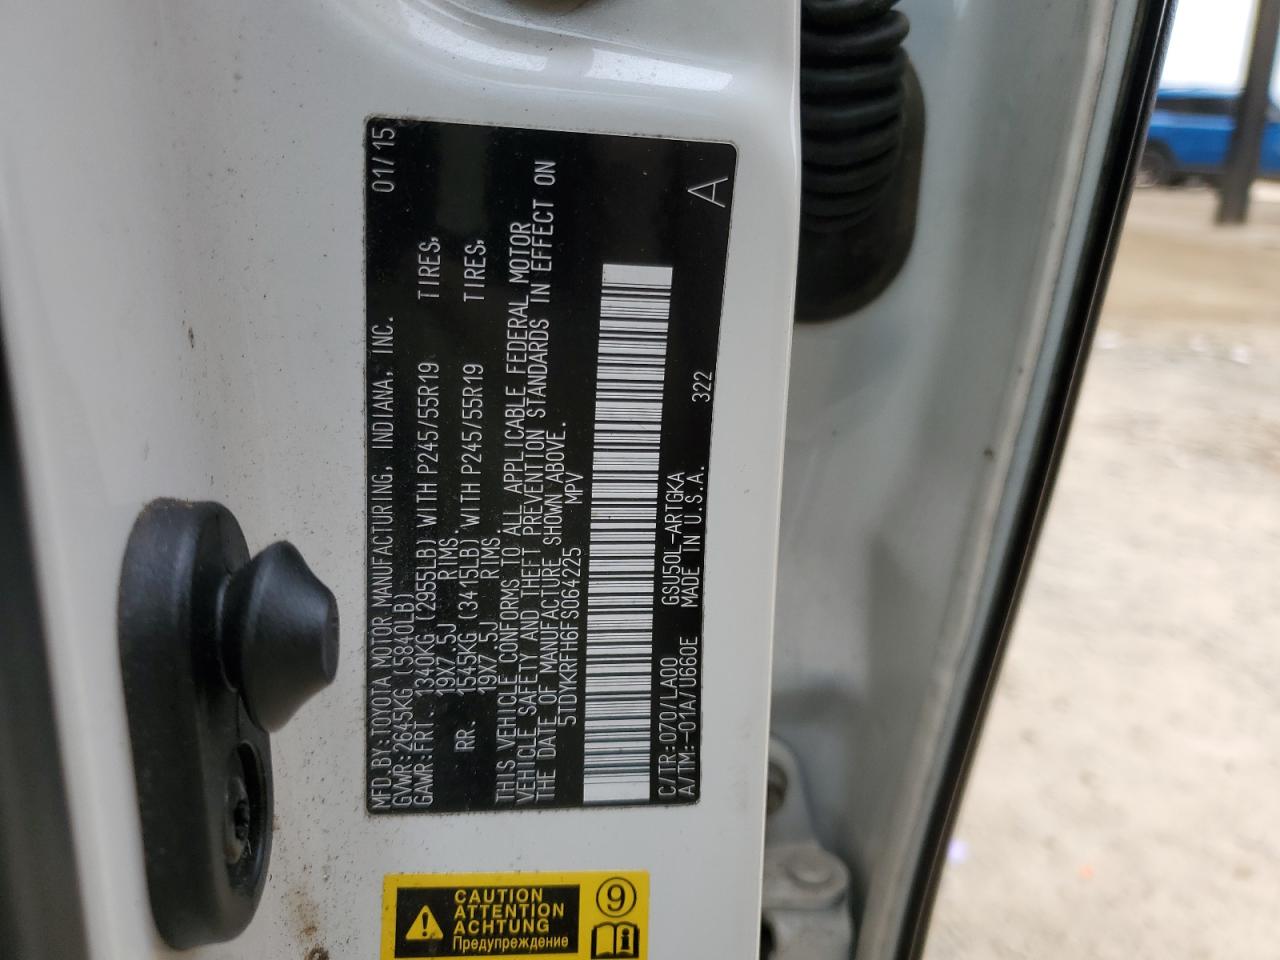 MFD.BY:TOYOTA MOTOR MANUFACTURING, INDIANA, INC. 01/15
GVWR:2645KG (5840LB)
GAWR:FRT. 1340KG (2955LB) WITH P245/55R19 TIRES,
19X7.5J RIMS.
RR. 1545KG (3415LB) WITH P245/55R19 TIRES,
19X7.5J RIMS.
THIS VEHICLE CONFORMS TO ALL APPLICABLE FEDERAL MOTOR
VEHICLE SAFETY AND THEFT PREVENTION STANDARDS IN EFFECT ON
THE DATE OF MANUFACTURE SHOWN ABOVE.
5TDYKRFH6FS064225 MPV
C/TR:070/LA00 GSU50L-ARTGKA 322
A/TM:-01A/U660E MADE IN U.S.A.
A
CAUTION
ATTENTION
ACHTUNG
Предупреждение
9